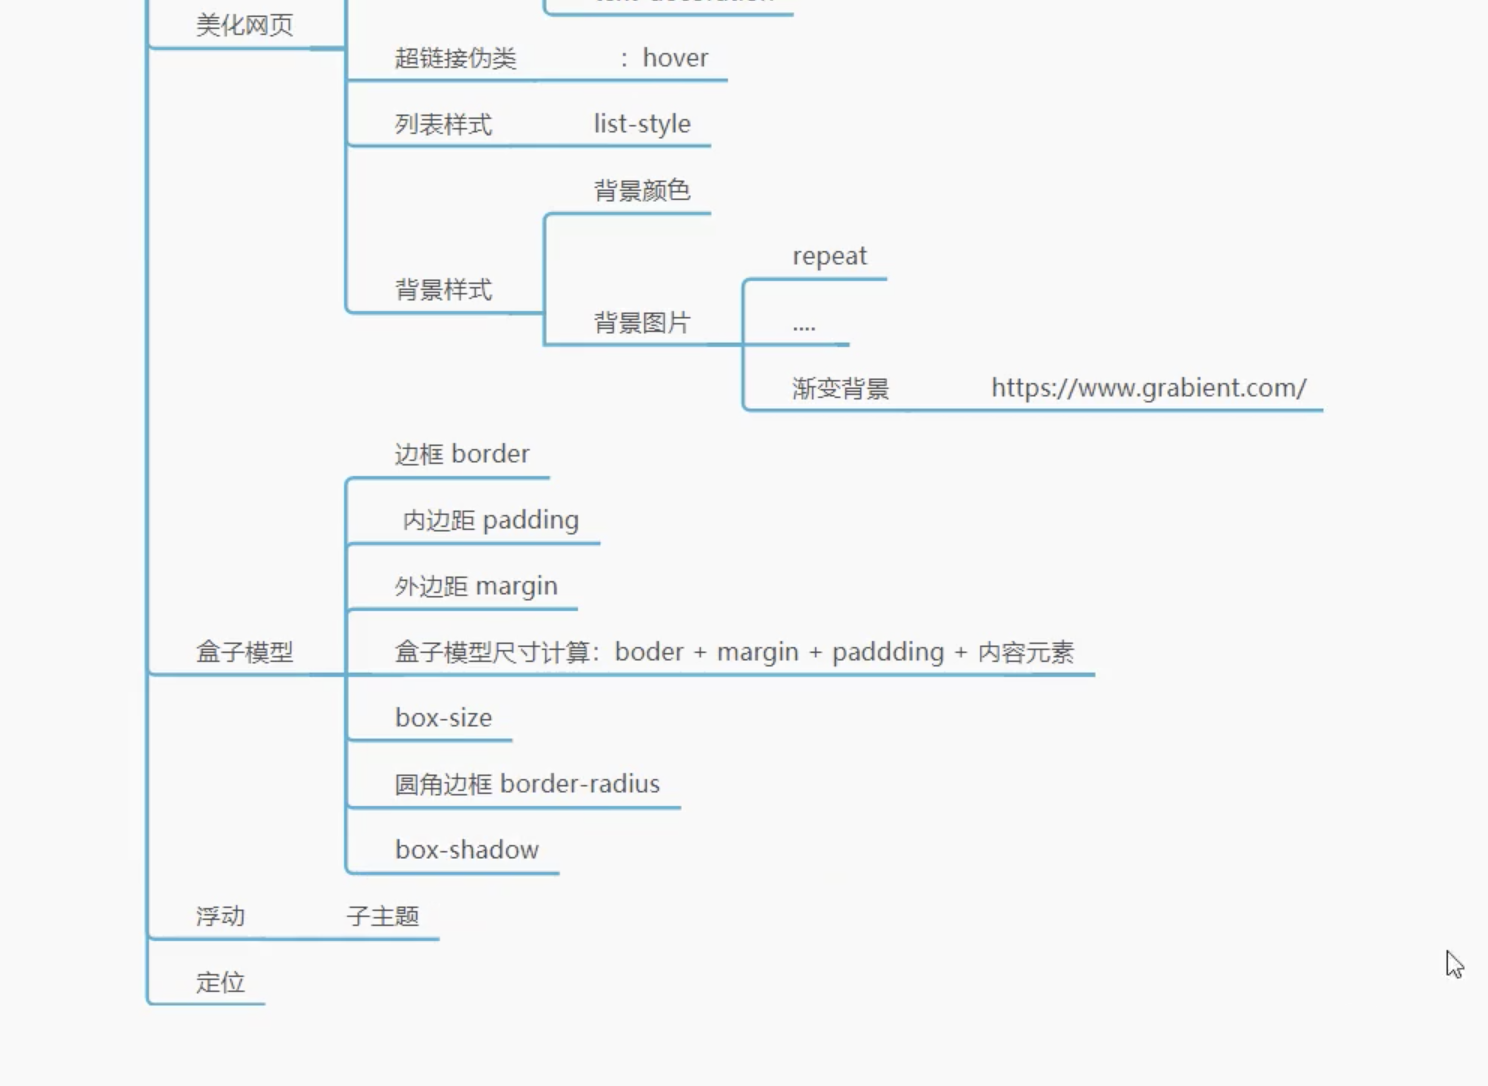 美化网页
超链接伪类 ：hover
列表样式 list-style
背景颜色
repeat
背景样式
背景图片 ....
渐变背景 https://www.grabient.com/
边框 border
内边距 padding
外边距 margin
盒子模型 盒子模型尺寸计算：boder + margin + paddding + 内容元素
box-size
圆角边框 border-radius
box-shadow
浮动 子主题
定位